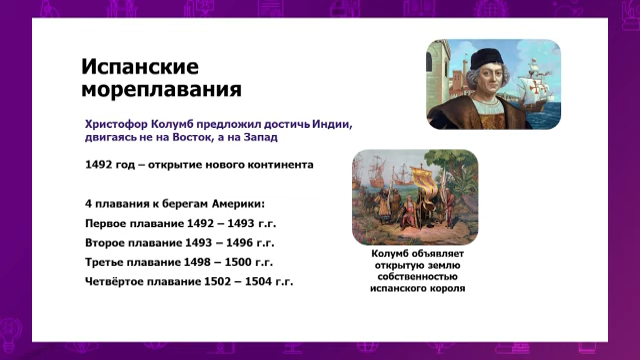 Испанские
мореплавания
Христофор Колумб предложил достичь Индии,
двигаясь не на Восток, а на Запад
1492 год – открытие нового континента
4 плавания к берегам Америки:
Первое плавание 1492 – 1493 г.г.
Второе плавание 1493 – 1496 г.г.
Третье плавание 1498 – 1500 г.г.
Четвёртое плавание 1502 – 1504 г.г.
Колумб объявляет
открытую землю
собственностью
испанского короля